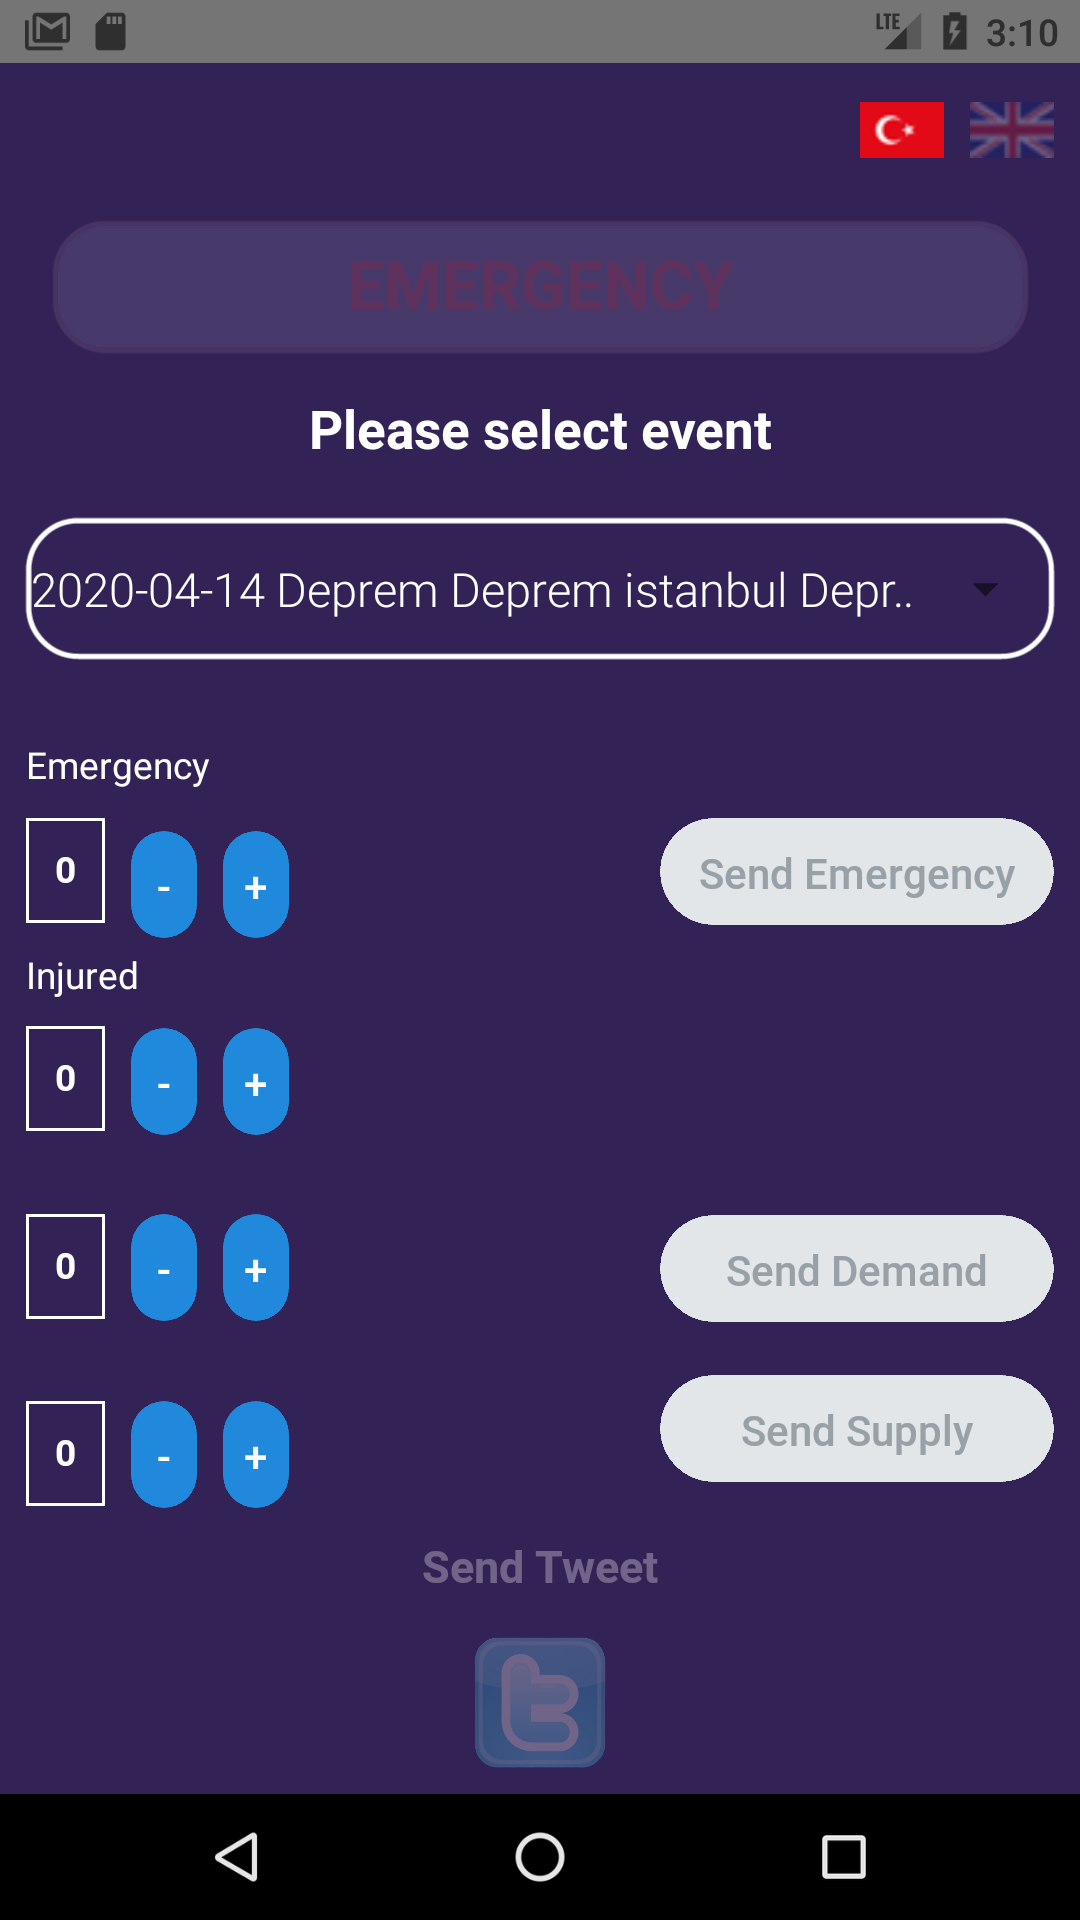 LTE 3:10
EMERGENCY
Please select event
2020-04-14 Deprem Deprem istanbul Depr..
Emergency
0 - + Send Emergency
Injured
0 - +
0 - + Send Demand
0 - + Send Supply
Send Tweet